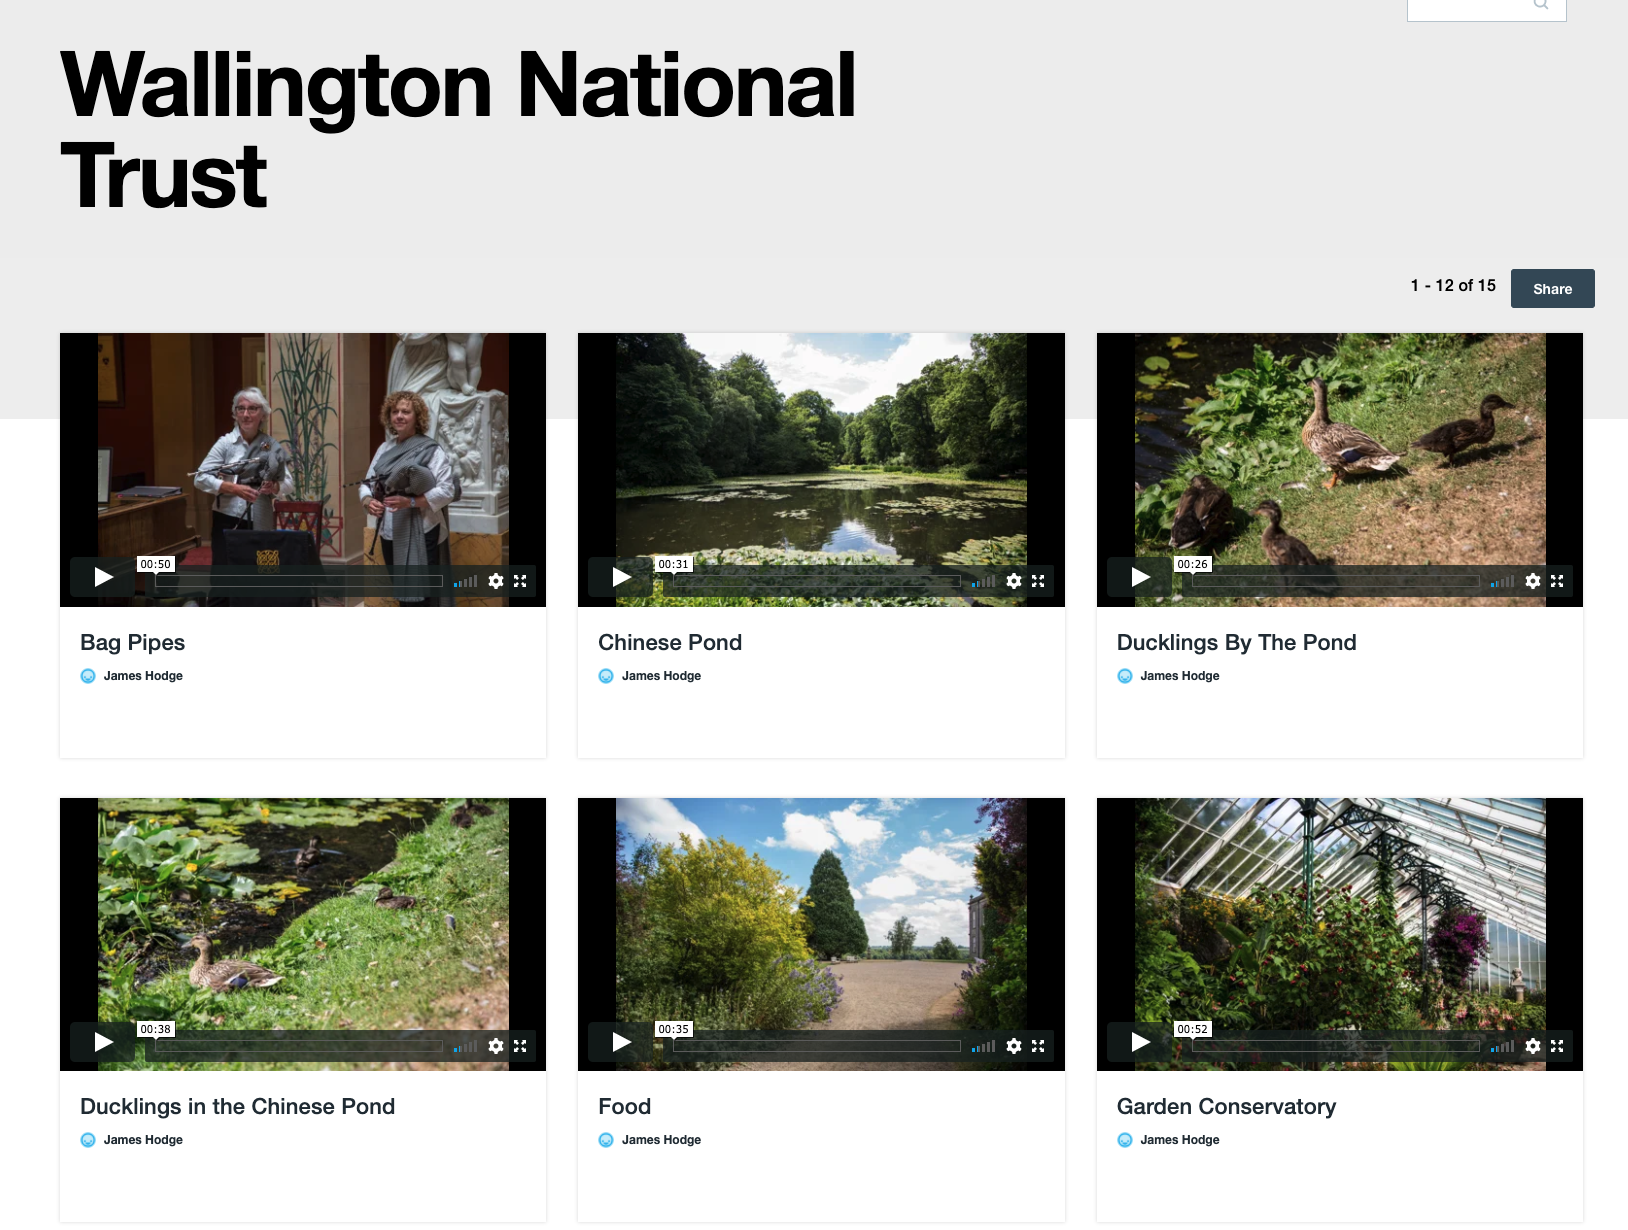 Wallington National
Trust
1 - 12 of 15
Share
00:50
00:31
00:26
Bag Pipes
Chinese Pond
Ducklings By The Pond
James Hodge
James Hodge
James Hodge
00:38
00:35
00:52
Ducklings in the Chinese Pond
Food
Garden Conservatory
James Hodge
James Hodge
James Hodge